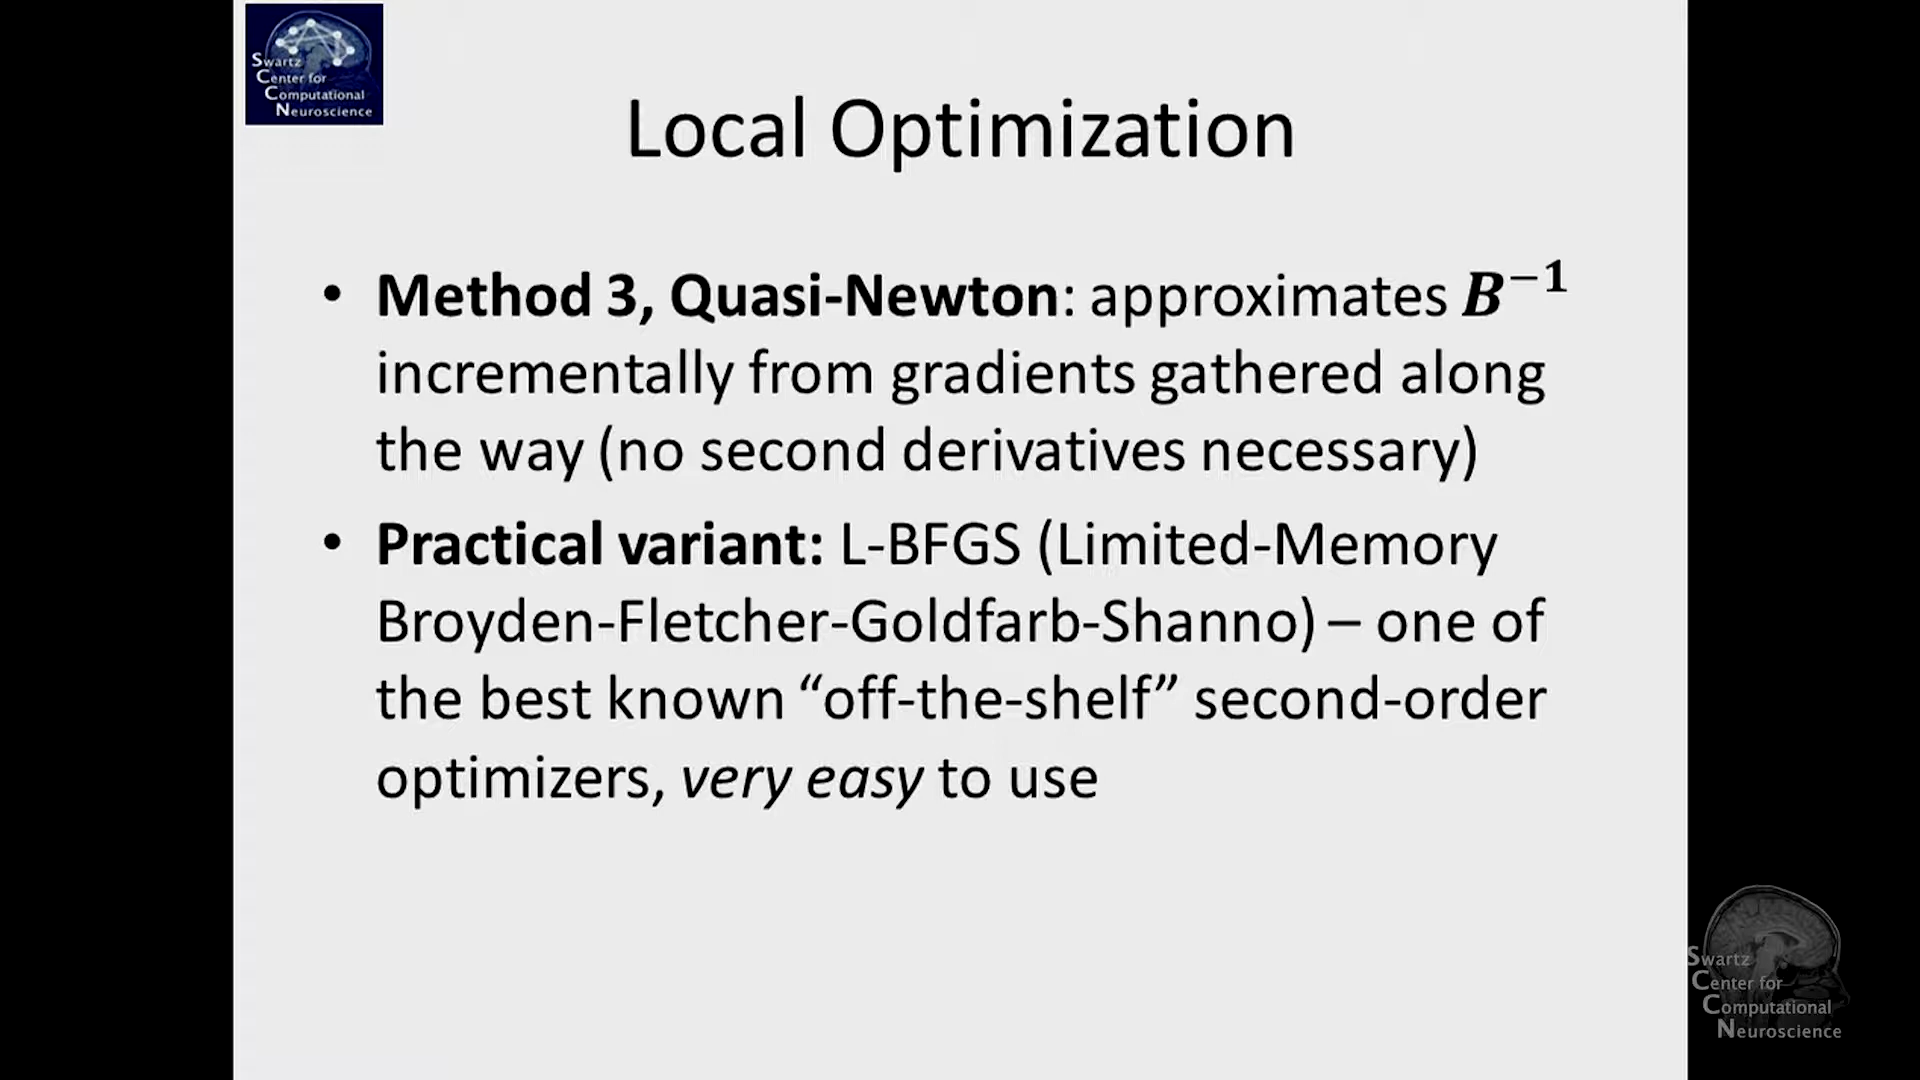 Swartz
Center for
Computational
Neuroscience
Local Optimization
• Method 3, Quasi-Newton: approximates B⁻¹
incrementally from gradients gathered along
the way (no second derivatives necessary)
• Practical variant: L-BFGS (Limited-Memory
Broyden-Fletcher-Goldfarb-Shanno) – one of
the best known “off-the-shelf” second-order
optimizers, very easy to use
Swartz
Center for
Computational
Neuroscience